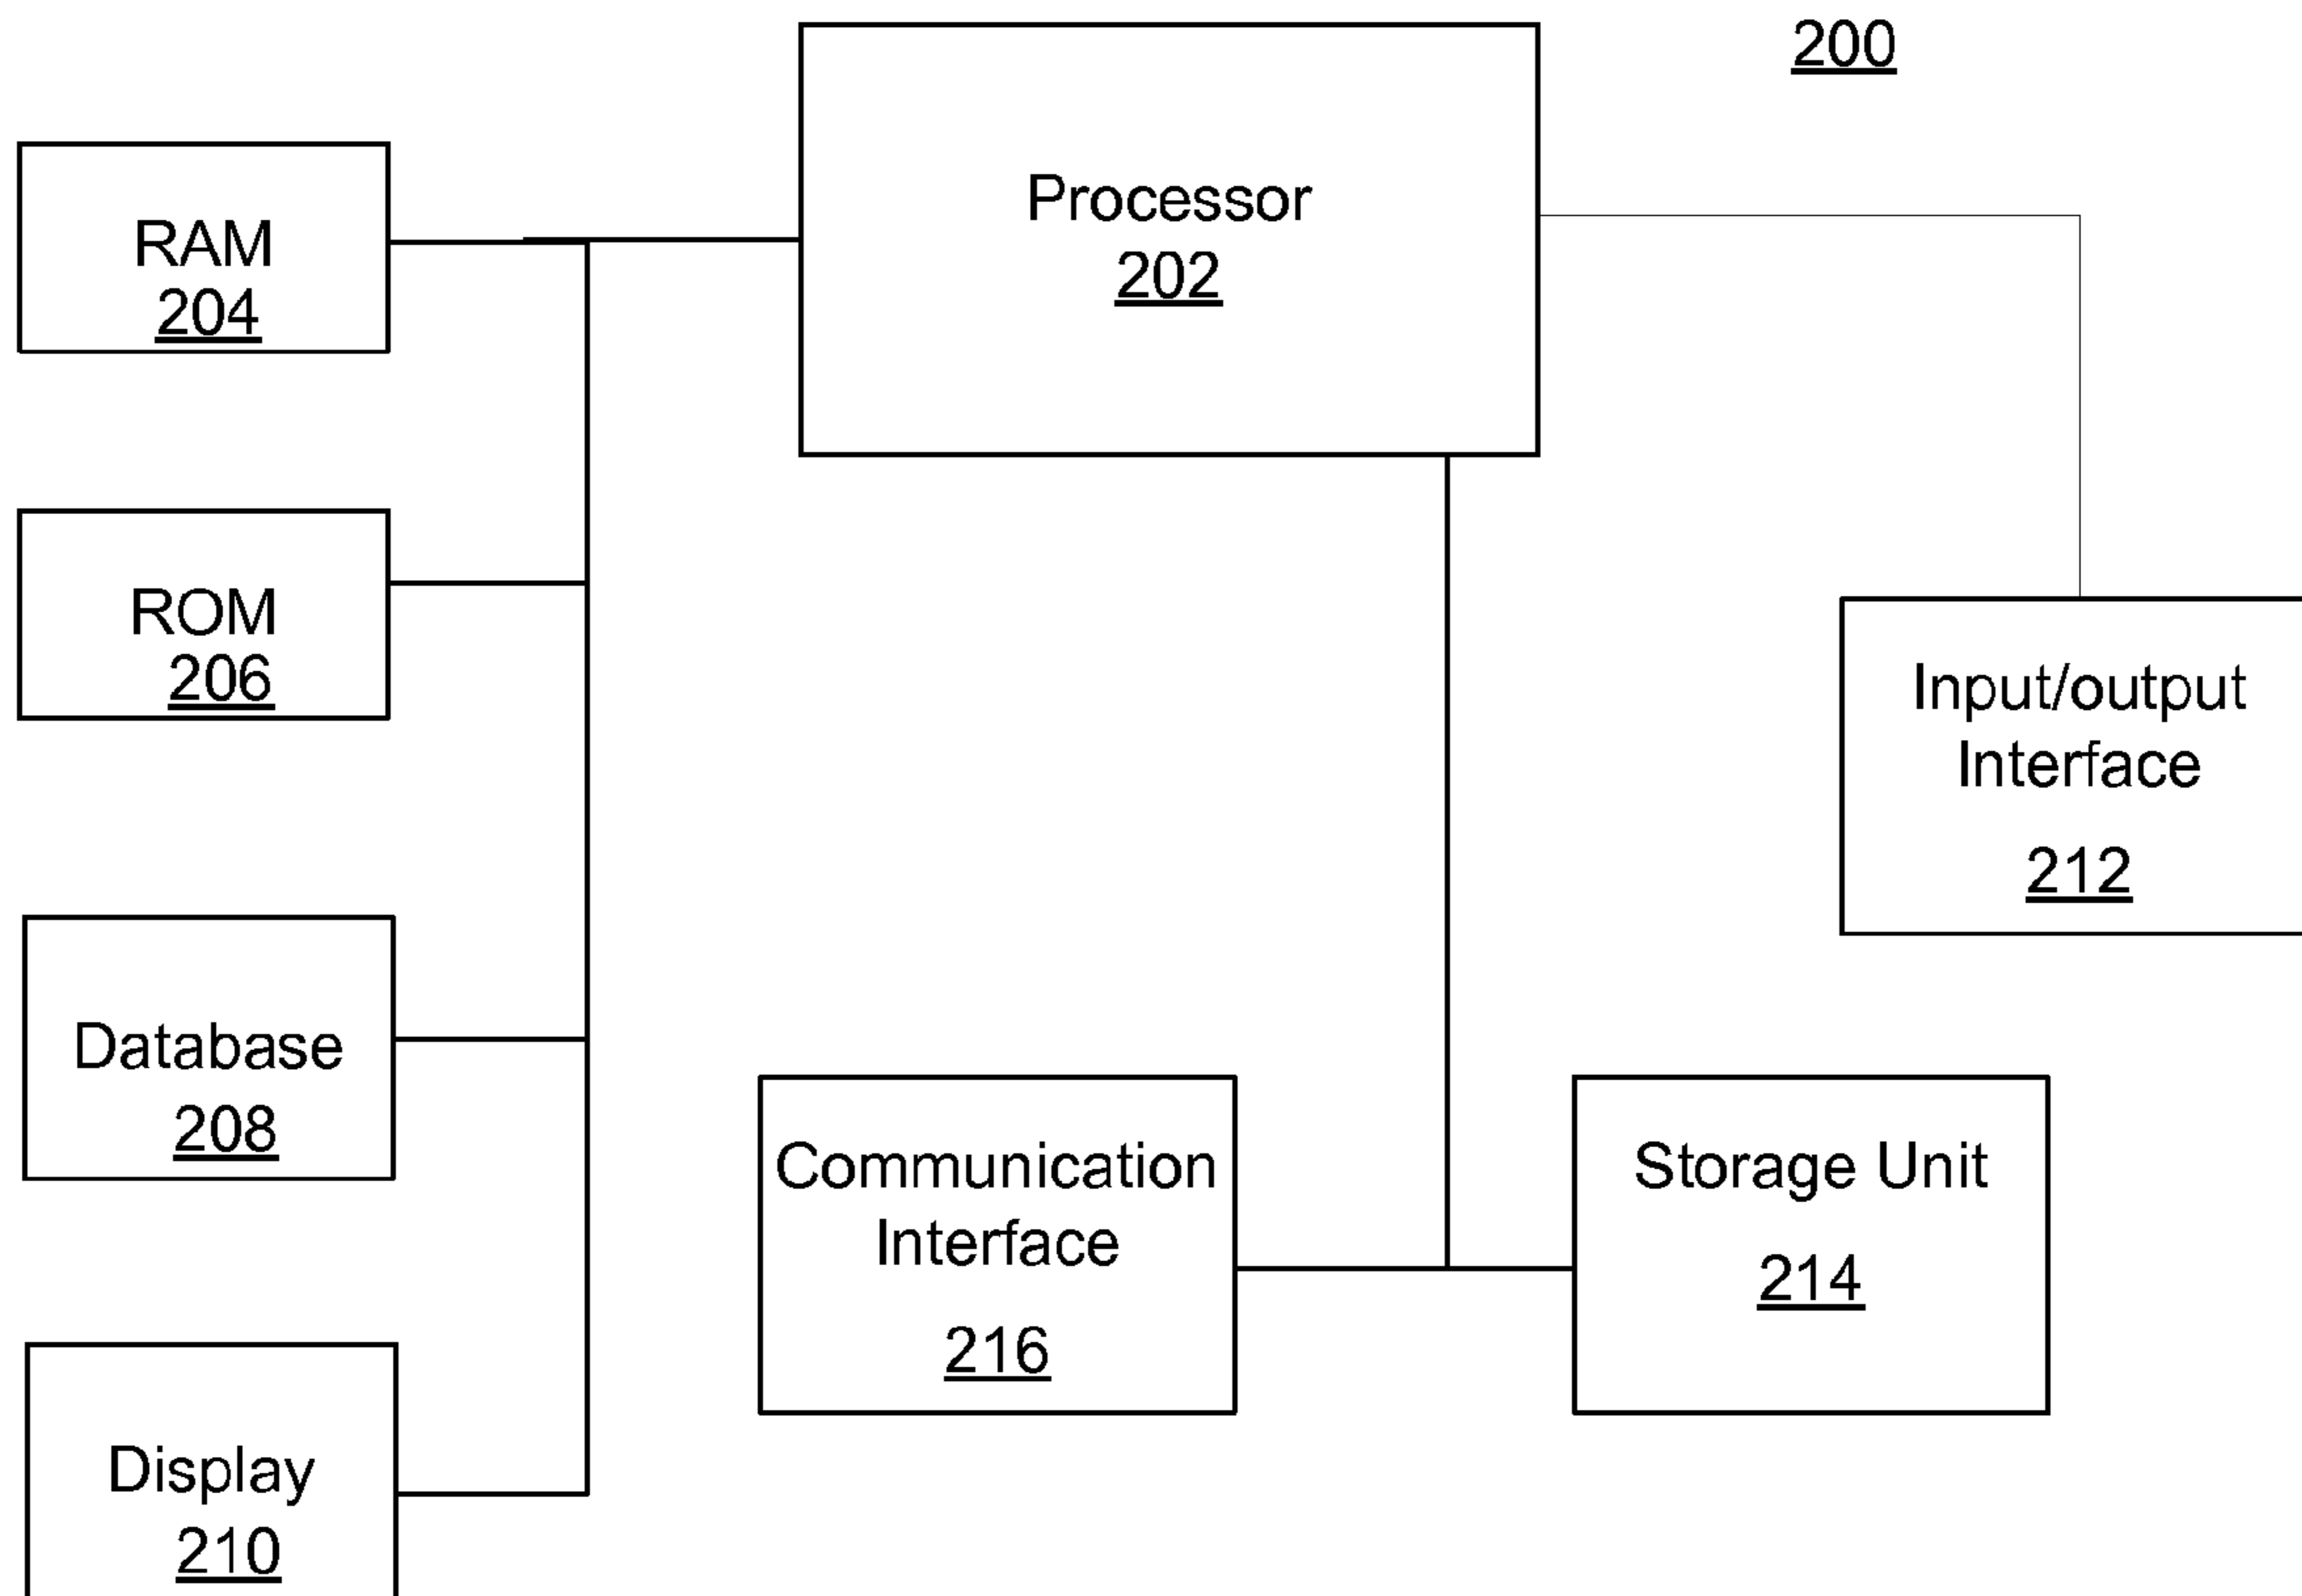 200
Processor
202
RAM
204
ROM
206
Input/output
Interface
212
Database
208
Communication
Interface
216
Storage Unit
214
Display
210